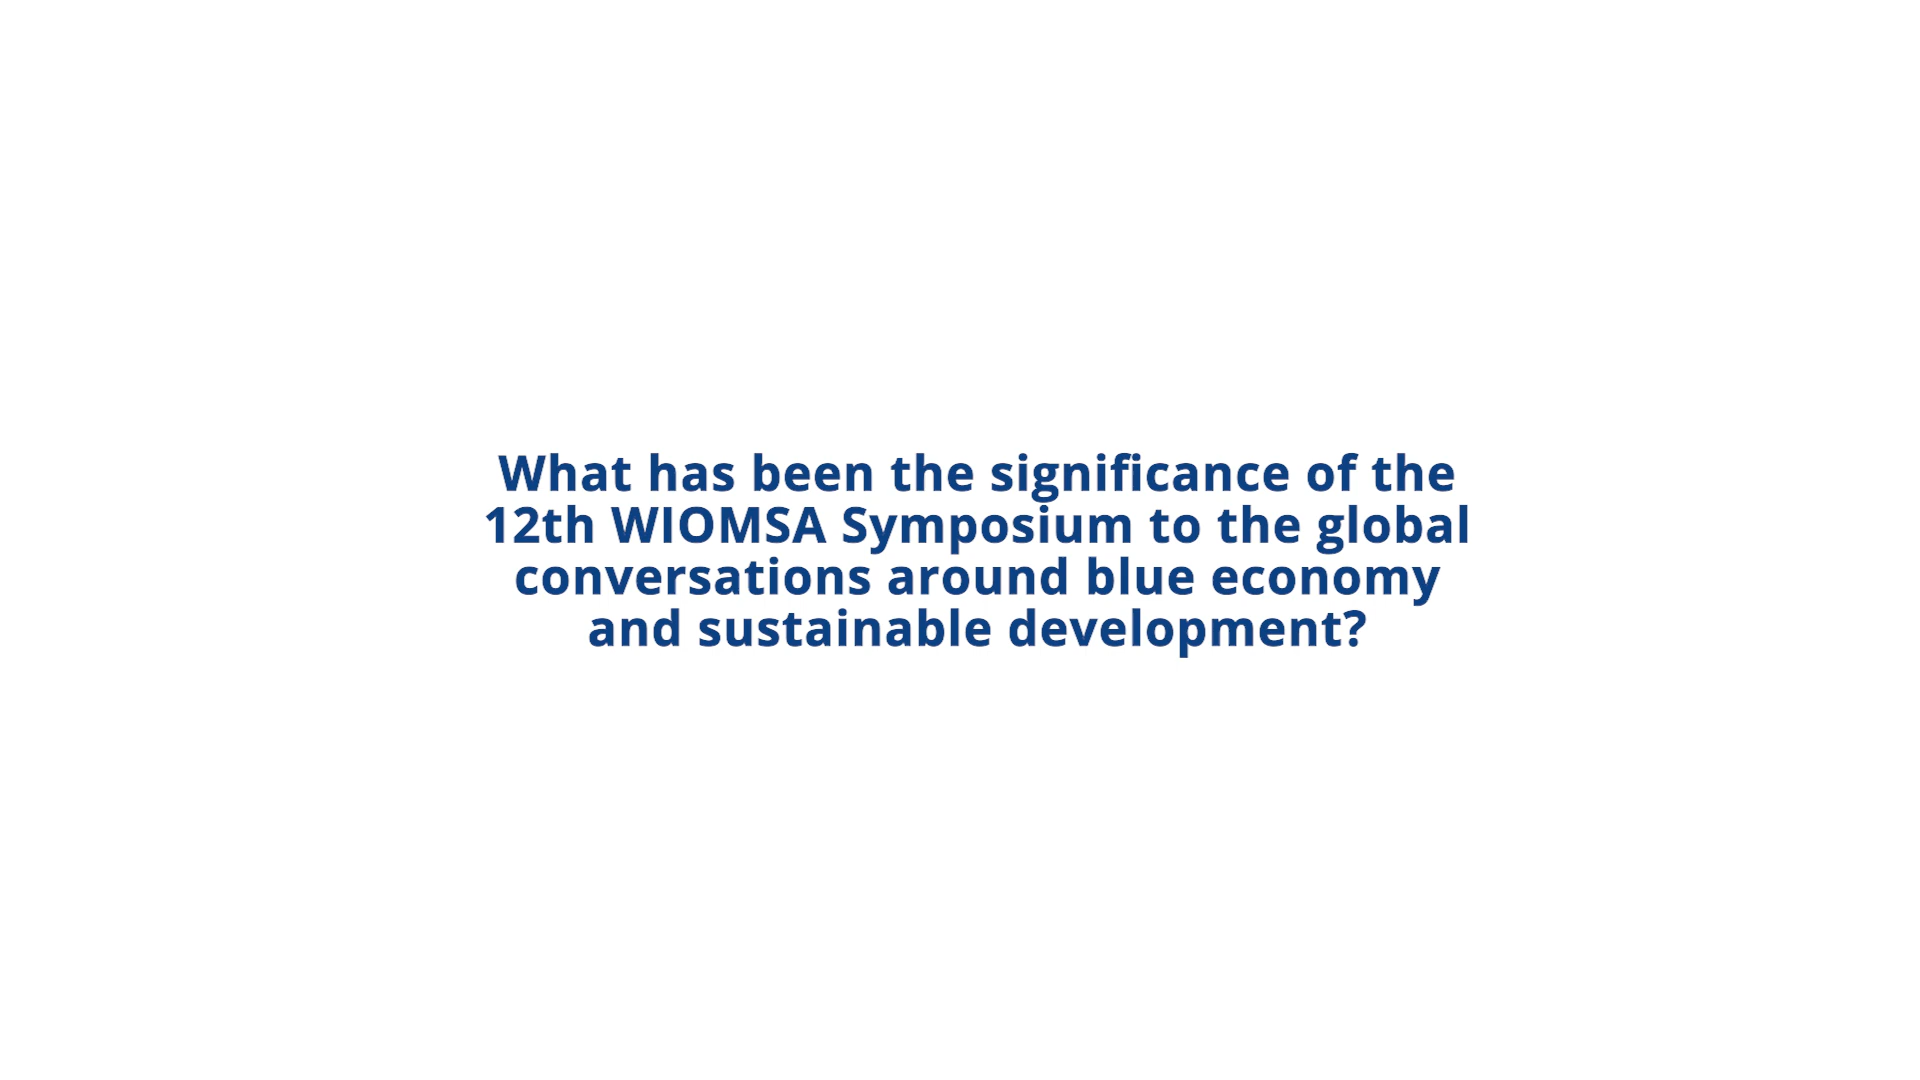 What has been the significance of the
12th WIOMSA Symposium to the global
conversations around blue economy
and sustainable development?